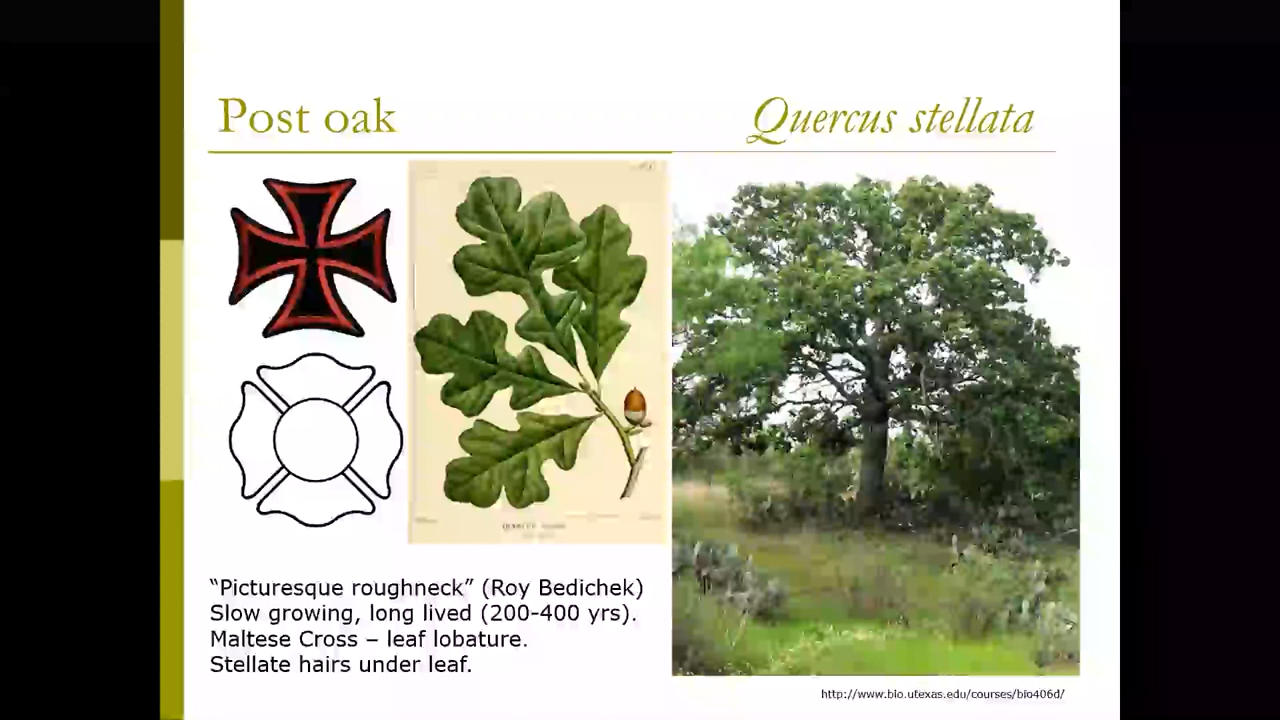 Post oak
Quercus stellata
“Picturesque roughneck” (Roy Bedichek)
Slow growing, long lived (200-400 yrs).
Maltese Cross – leaf lobature.
Stellate hairs under leaf.
http://www.bio.utexas.edu/courses/bio406d/